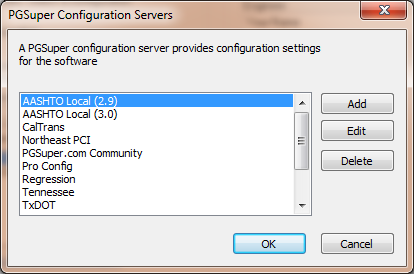 PGSuper Configuration Servers
A PGSuper configuration server provides configuration settings
for the software
AASHTO Local (2.9)
AASHTO Local (3.0)
CalTrans
Northeast PCI
PGSuper.com Community
Pro Config
Regression
Tennessee
TxDOT
Add
Edit
Delete
OK
Cancel